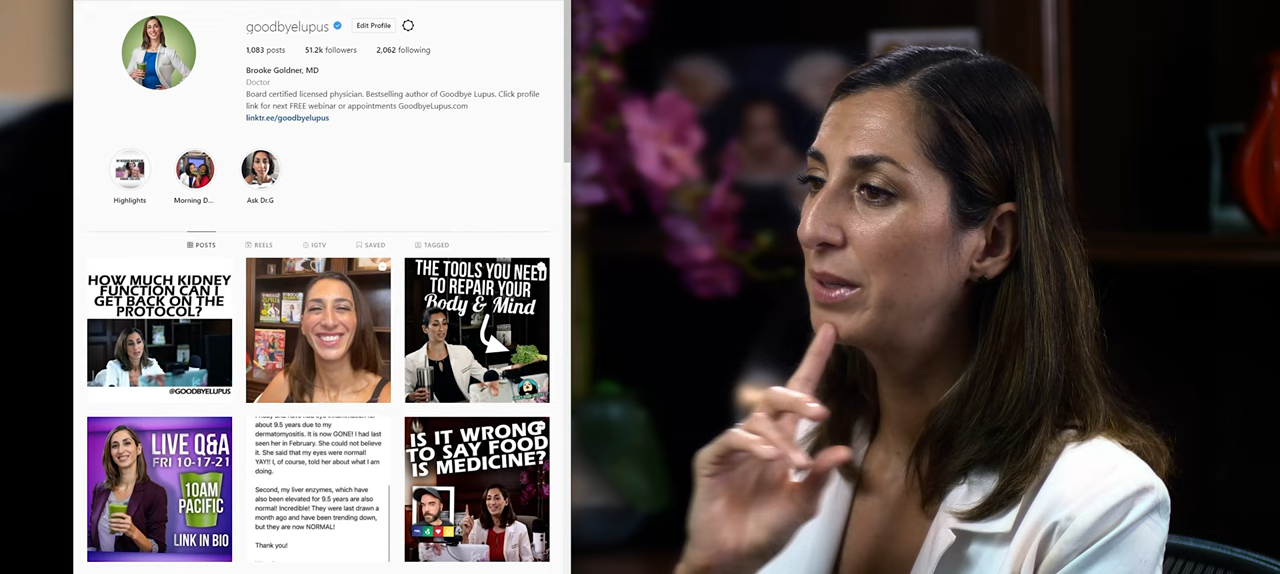 goodbyelupus Edit Profile
1,083 posts 51.2k followers 2,062 following
Brooke Goldner, MD
Doctor
Board certified licensed physician. Bestselling author of Goodbye Lupus. Click profile
link for next FREE webinar or appointments GoodbyeLupus.com
linktr.ee/goodbyelupus
Highlights Morning D... Ask Dr.G
POSTS REELS IGTV SAVED TAGGED
HOW MUCH KIDNEY
FUNCTION CAN I
GET BACK ON THE
PROTOCOL?
@GOODBYELUPUS
THE TOOLS YOU NEED
TO REPAIR YOUR
Body & Mind
LIVE Q&A
FRI 10-17-21
10AM
PACIFIC
LINK IN BIO
about 9.5 years due to my
dermatomyositis. It is now GONE! I had last
seen her in February. She could not believe
it. She said that my eyes were normal!
YAY!! I, of course, told her about what I am
doing.
Second, my liver enzymes, which have
also been elevated for 9.5 years are also
normal! Incredible! They were last drawn a
month ago and have been trending down,
but they are now NORMAL!
Thank you!
IS IT WRONG
TO SAY FOOD
IS MEDICINE?